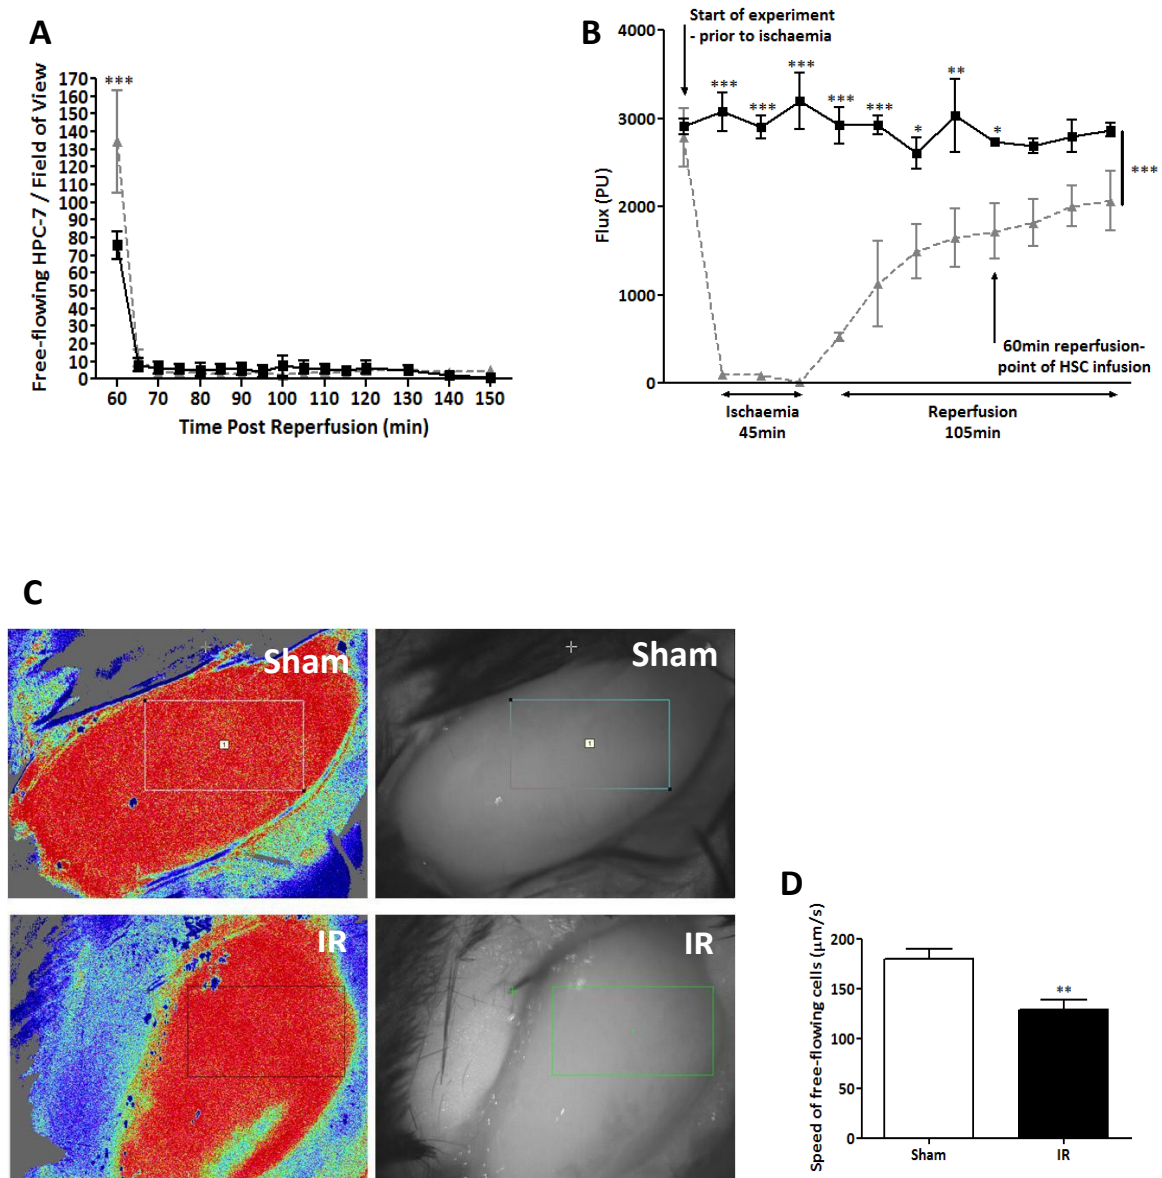 A
***
170
160
150
140
130
120
110
100
90
80
70
60
50
40
30
20
10
0
Free-flowing HPC-7 / Field of View
60 70 80 90 100 110 120 130 140 150
Time Post Reperfusion (min)
B
Start of experiment
- prior to ischaemia
4000
3000
2000
1000
0
Flux (PU)
*** *** *** *** *** * ** *
***
60min reperfusion-
point of HSC infusion
Ischaemia
45min
Reperfusion
105min
C
Sham
1
Sham
1
IR
IR
D
200
150
100
50
0
Speed of free-flowing cells (µm/s)
**
Sham IR